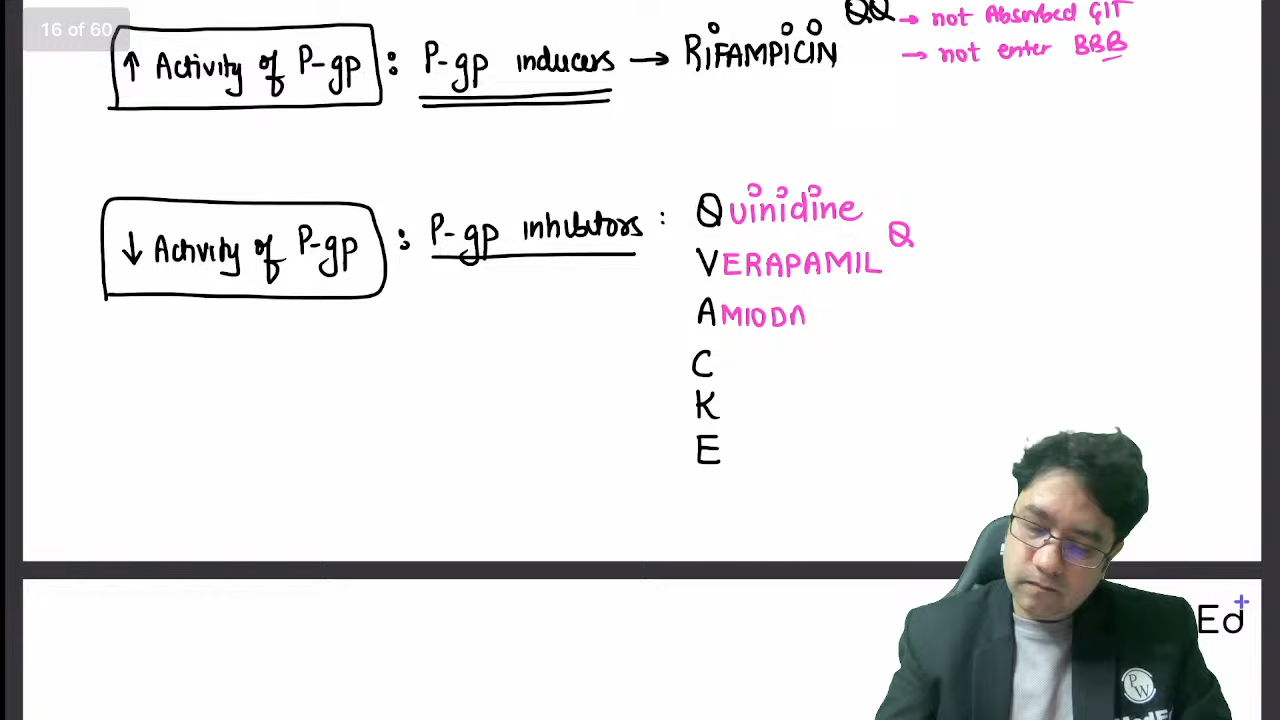 16 of 60
QQ → not Absorbed GIT
→ not enter BBB
↑ Activity of P-gp : P-gp inducers → RifAMPICIN
↓ Activity of P-gp : P-gp inhibitors : Quinidine
Q
VERAPAMIL
AMIODA
C
K
E
Ed+
PW